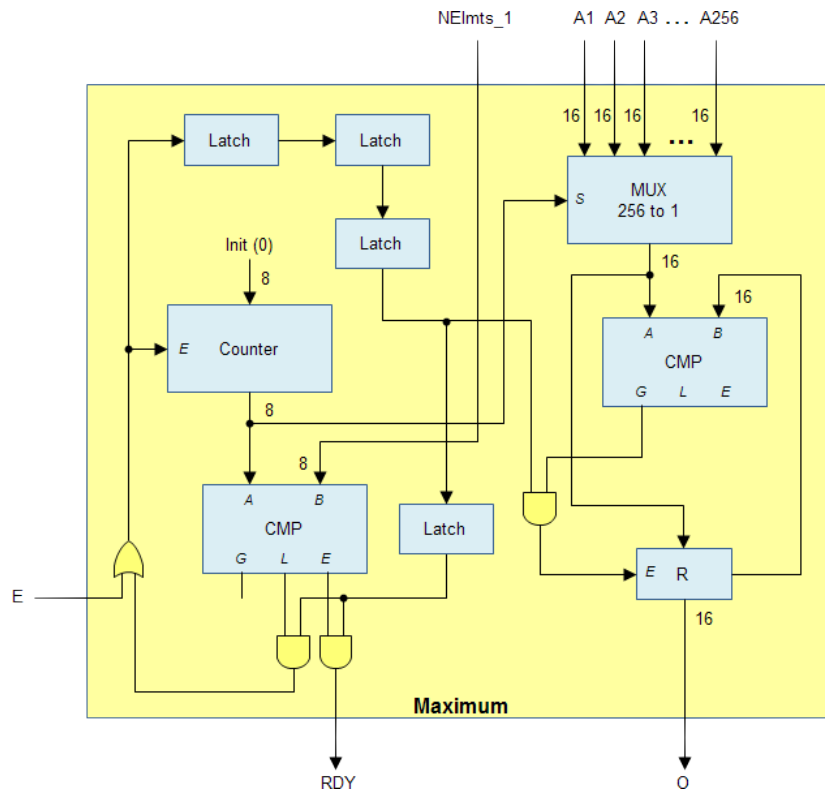 NElmts_1
A1 A2 A3 ... A256
16 16 16 ... 16
Latch
Latch
MUX
256 to 1
S
Latch
Init (0)
8
16
16
E
Counter
A
B
CMP
G
L
E
8
8
A
B
CMP
G
L
E
Latch
E
R
E
16
Maximum
RDY
O